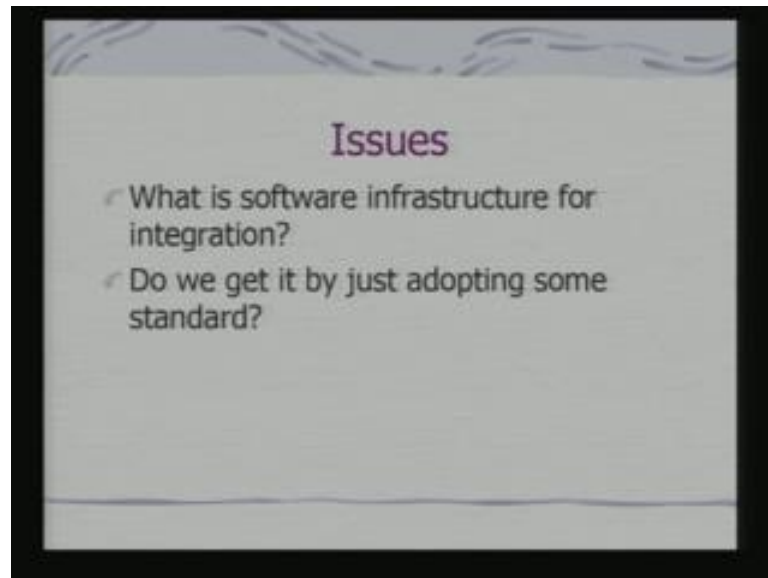 Issues
What is software infrastructure for
integration?
Do we get it by just adopting some
standard?